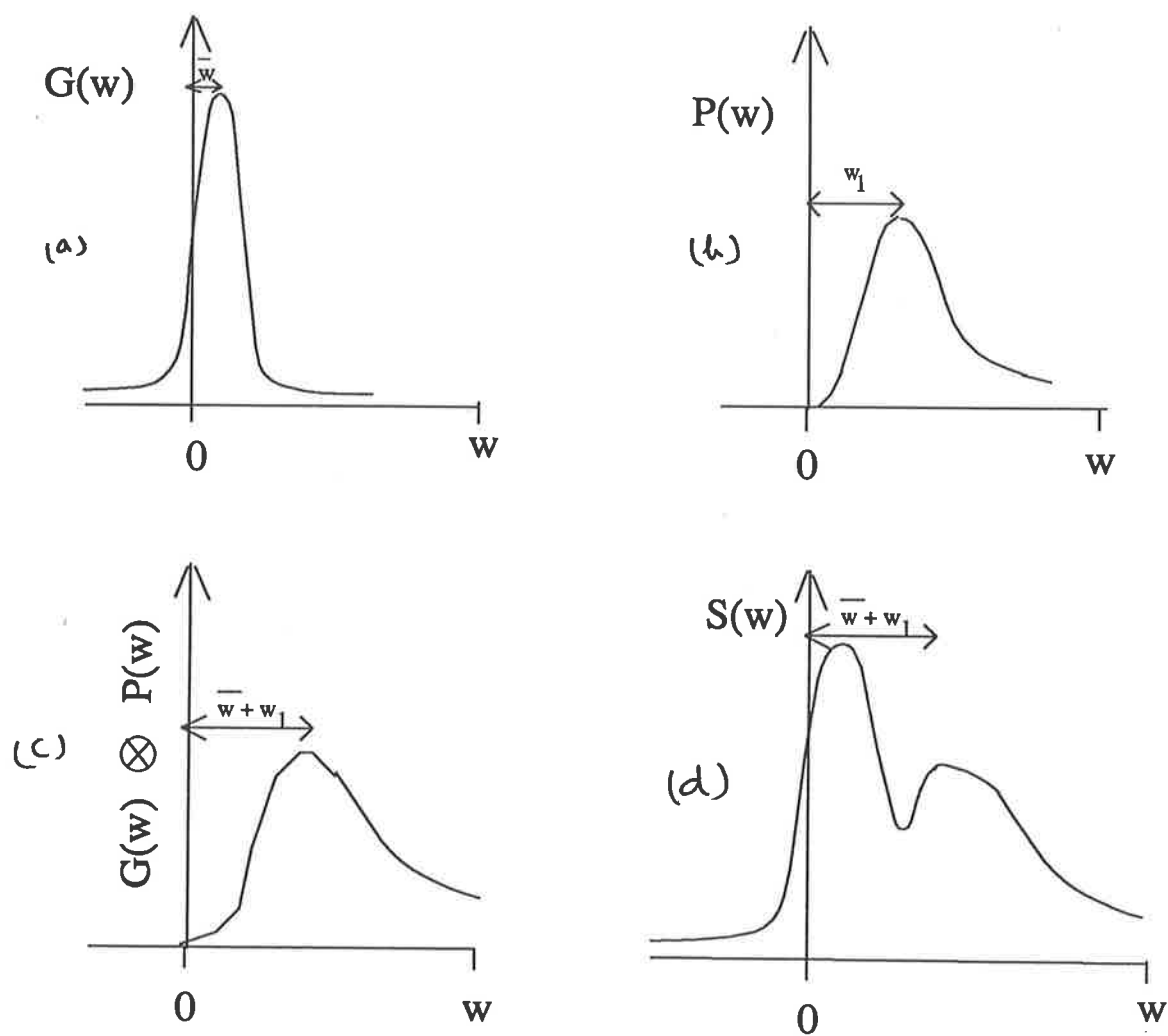 G(w)
w̅
(a)
0
w
P(w)
w₁
(b)
0
w
G(w) ⊗ P(w)
w̅ + w₁
(c)
0
w
S(w)
w̅ + w₁
(d)
0
w